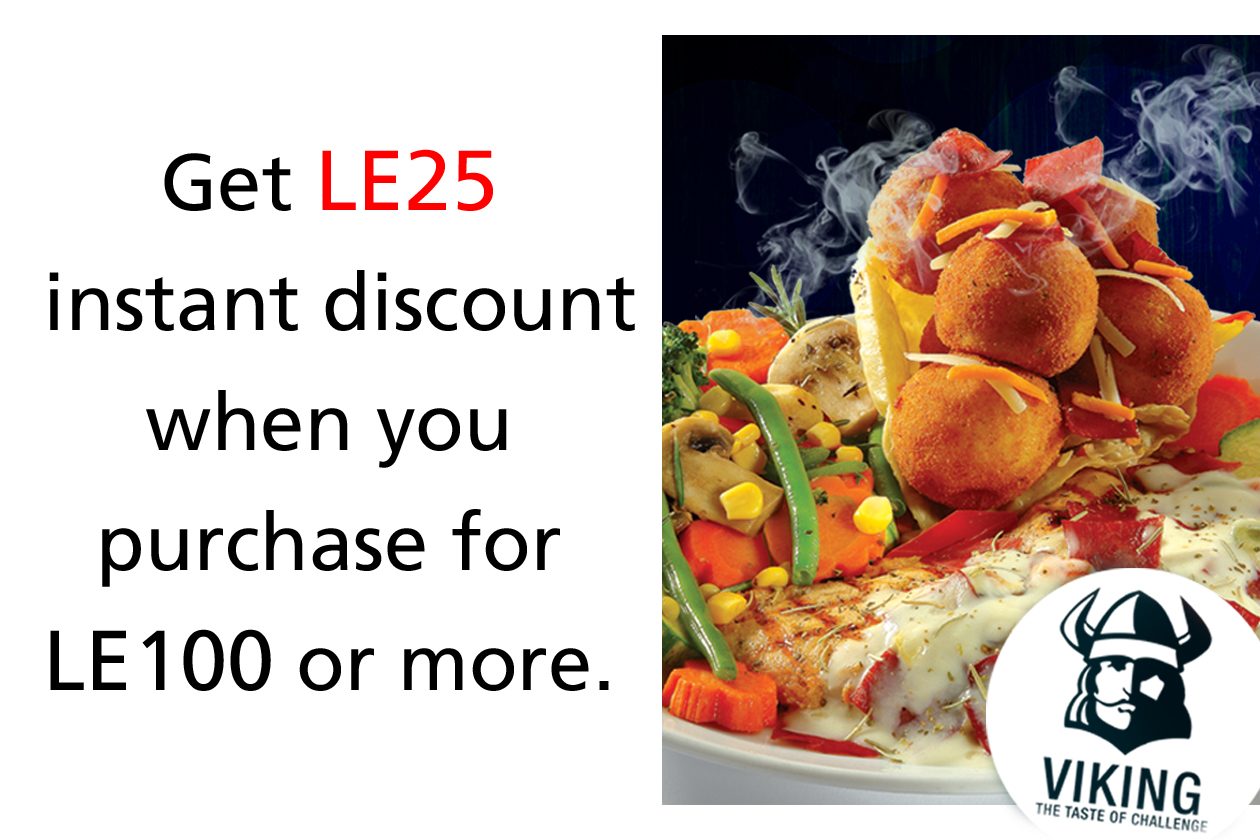 Get LE25
instant discount
when you
purchase for
LE100 or more.
VIKING
THE TASTE OF CHALLENGE